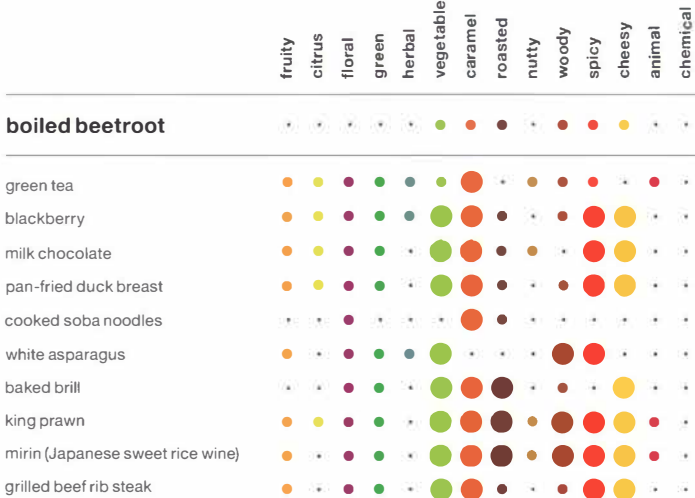 fruity
citrus
floral
green
herbal
vegetable
caramel
roasted
nutty
woody
spicy
cheesy
animal
chemical
boiled beetroot
green tea
blackberry
milk chocolate
pan-fried duck breast
cooked soba noodles
white asparagus
baked brill
king prawn
mirin (Japanese sweet rice wine)
grilled beef rib steak